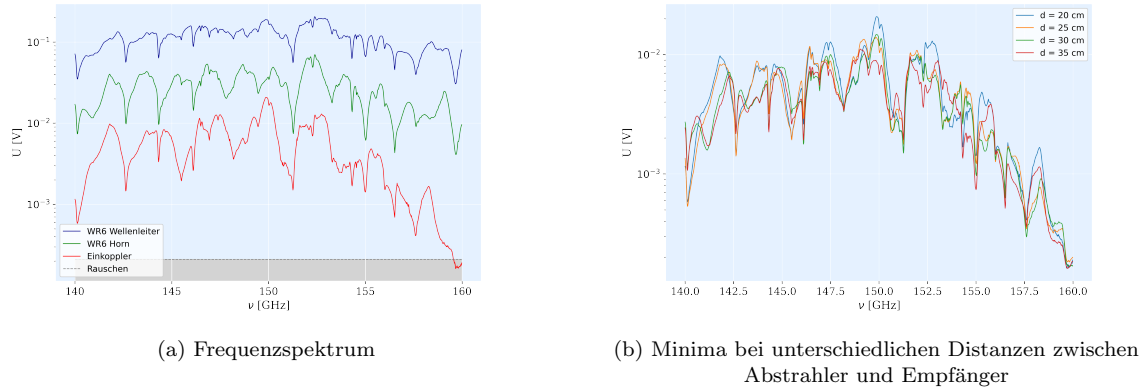 U [V]
10⁻¹
10⁻²
10⁻³
WR6 Wellenleiter
WR6 Horn
Einkoppler
Rauschen
140 145 150 155 160
ν [GHz]
(a) Frequenzspektrum
U [V]
10⁻²
10⁻³
d = 20 cm
d = 25 cm
d = 30 cm
d = 35 cm
140.0 142.5 145.0 147.5 150.0 152.5 155.0 157.5 160.0
ν [GHz]
(b) Minima bei unterschiedlichen Distanzen zwischen
Abstrahler und Empfänger